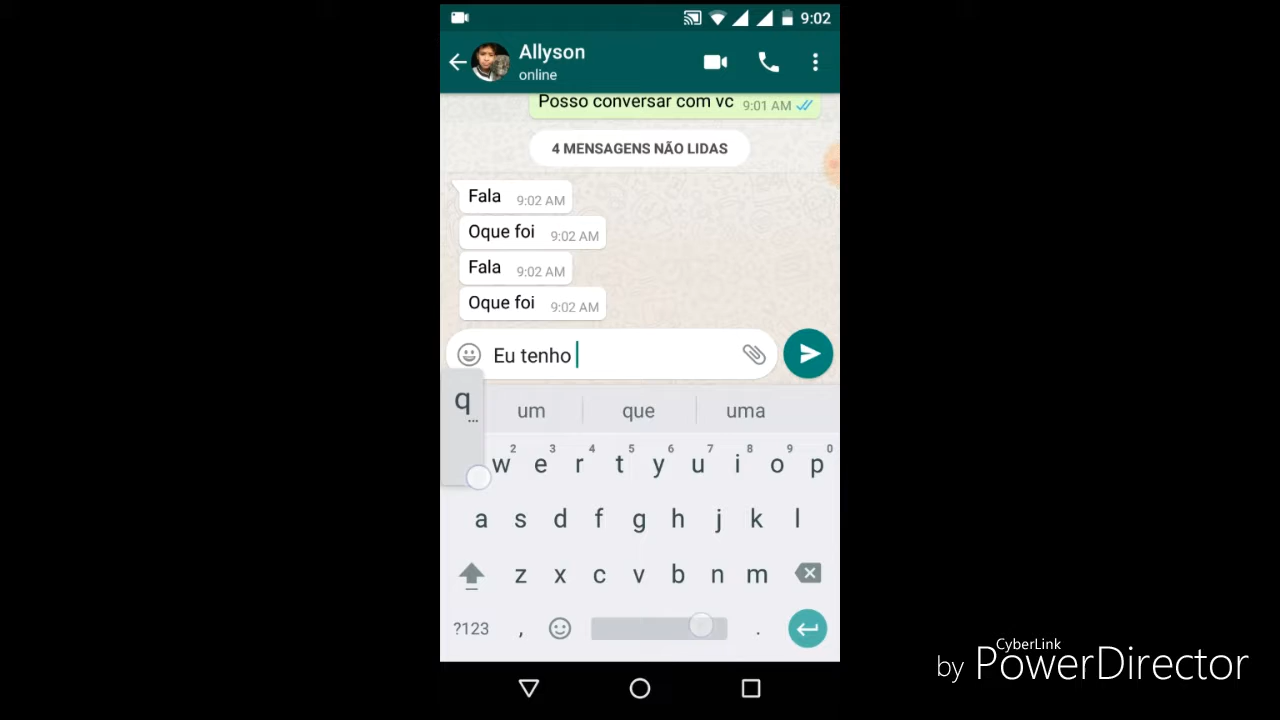 9:02
Allyson
online
Posso conversar com vc 9:01 AM
4 MENSAGENS NÃO LIDAS
Fala 9:02 AM
Oque foi 9:02 AM
Fala 9:02 AM
Oque foi 9:02 AM
Eu tenho
q
...
um que uma
2 3 4 5 6 7 8 9 0
w e r t y u i o p
a s d f g h j k l
z x c v b n m
?123 , .
CyberLink
by PowerDirector